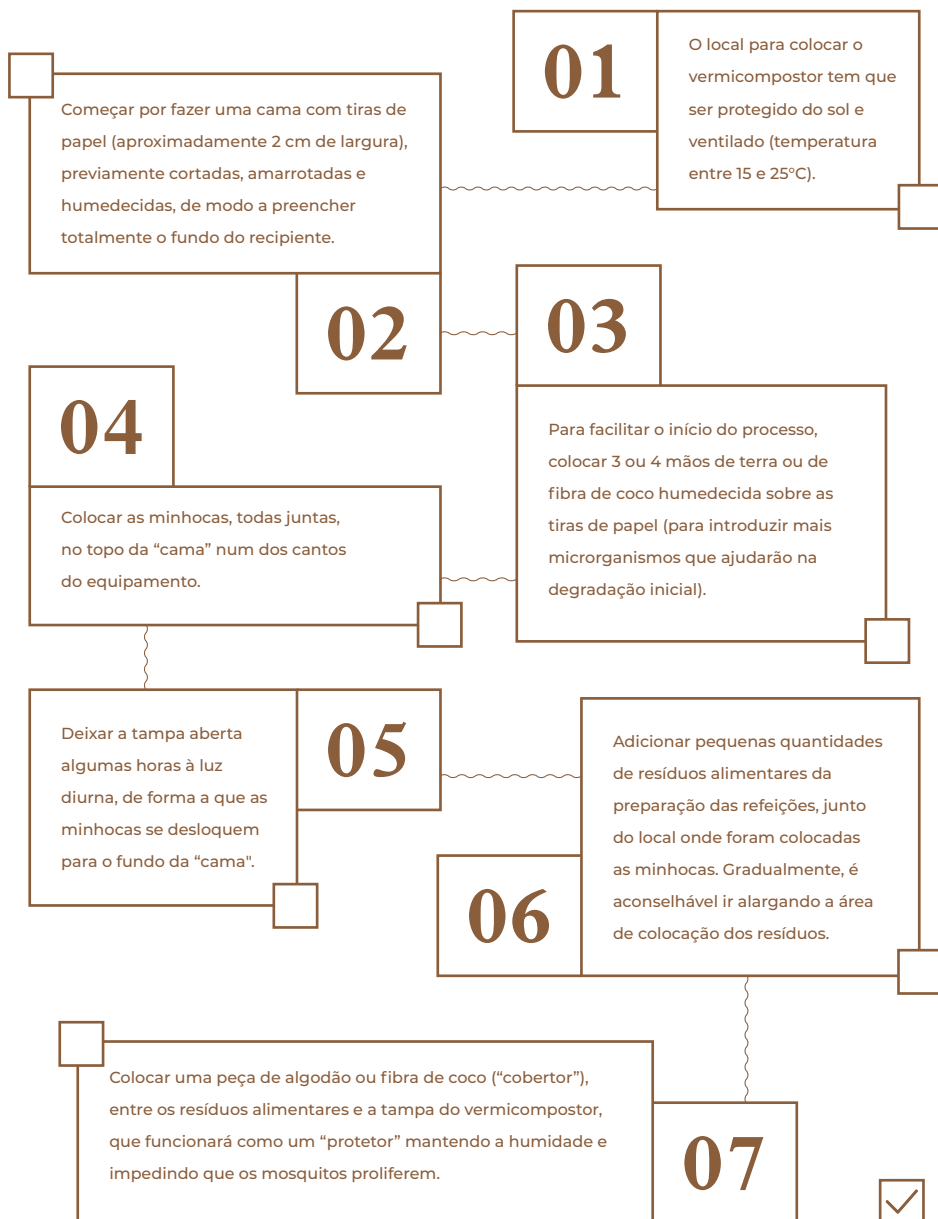 01
O local para colocar o
vermicompostor tem que
ser protegido do sol e
ventilado (temperatura
entre 15 e 25°C).
Começar por fazer uma cama com tiras de
papel (aproximadamente 2 cm de largura),
previamente cortadas, amarrotadas e
humedecidas, de modo a preencher
totalmente o fundo do recipiente.
02
03
Para facilitar o início do processo,
colocar 3 ou 4 mãos de terra ou de
fibra de coco humedecida sobre as
tiras de papel (para introduzir mais
microrganismos que ajudarão na
degradação inicial).
04
Colocar as minhocas, todas juntas,
no topo da “cama” num dos cantos
do equipamento.
05
Deixar a tampa aberta
algumas horas à luz
diurna, de forma a que as
minhocas se desloquem
para o fundo da “cama".
06
Adicionar pequenas quantidades
de resíduos alimentares da
preparação das refeições, junto
do local onde foram colocadas
as minhocas. Gradualmente, é
aconselhável ir alargando a área
de colocação dos resíduos.
Colocar uma peça de algodão ou fibra de coco (“cobertor”),
entre os resíduos alimentares e a tampa do vermicompostor,
que funcionará como um “protetor” mantendo a humidade e
impedindo que os mosquitos proliferem.
07